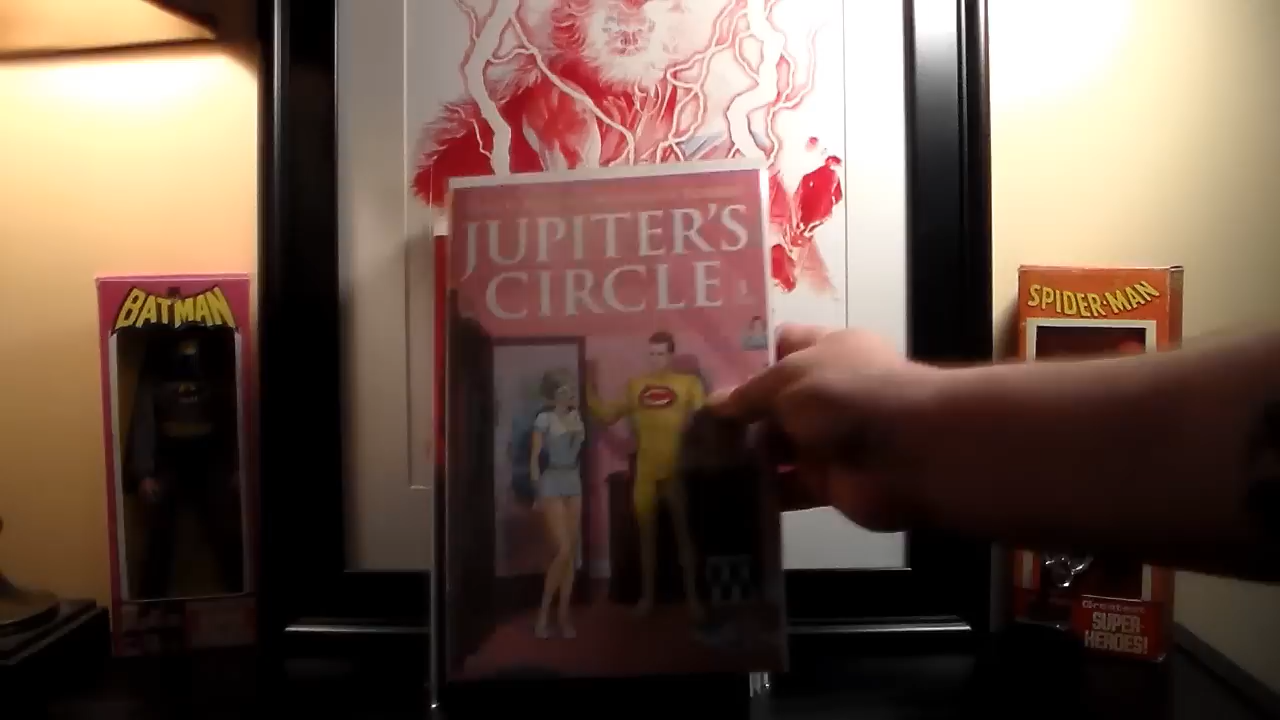 JUPITER'S
CIRCLE
BATMAN
SPIDER-MAN
Greatest
SUPER-
HEROES!